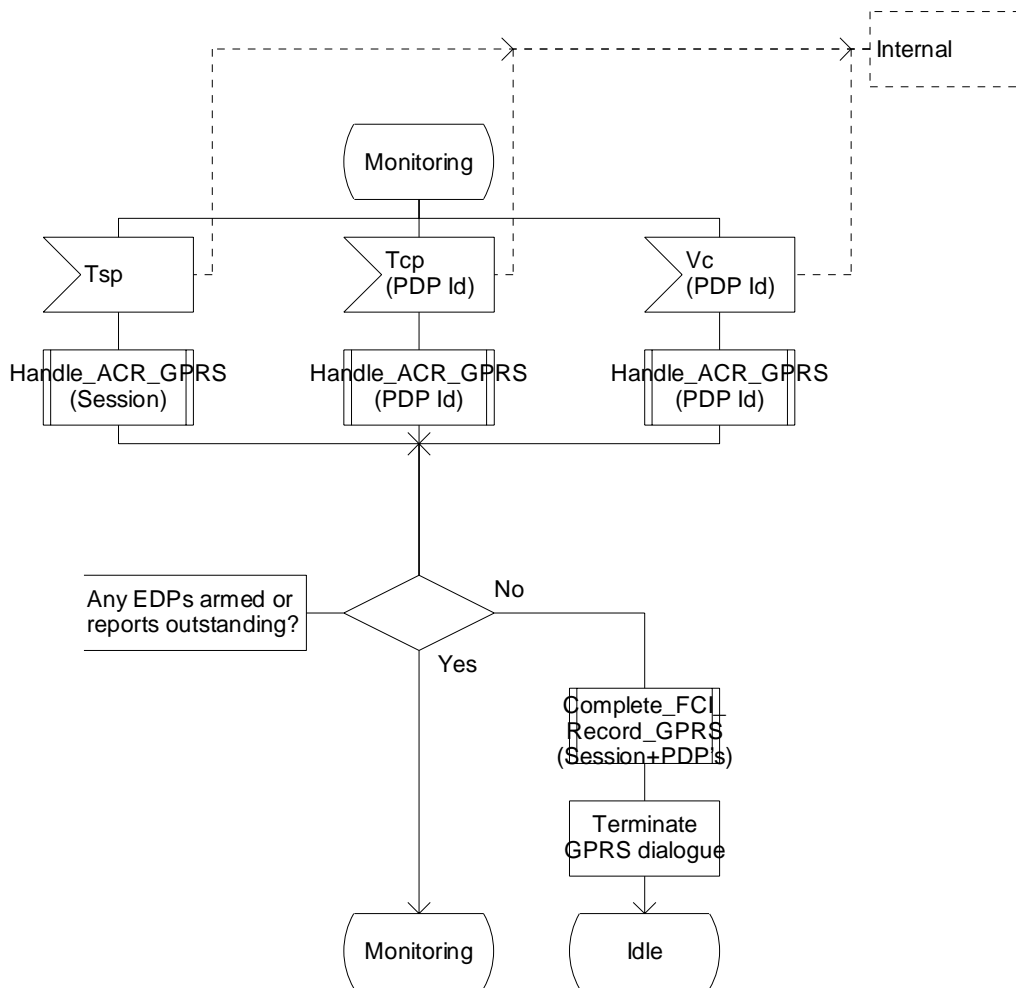 Internal
Monitoring
Tsp
Tcp
(PDP Id)
Vc
(PDP Id)
Handle_ACR_GPRS
(Session)
Handle_ACR_GPRS
(PDP Id)
Handle_ACR_GPRS
(PDP Id)
Any EDPs armed or
reports outstanding?
No
Yes
Complete_FCI_
Record_GPRS
(Session+PDP's)
Terminate
GPRS dialogue
Monitoring
Idle